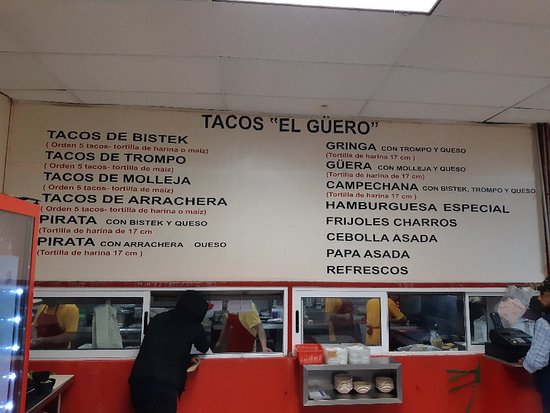 TACOS "EL GÜERO"
TACOS DE BISTEK
( Orden 5 tacos- tortilla de harina o maíz)
TACOS DE TROMPO
( Orden 5 tacos- tortilla de maíz)
TACOS DE MOLLEJA
( Orden 5 tacos- tortilla de maíz)
TACOS DE ARRACHERA
( Orden 5 tacos- tortilla de harina o maíz)
PIRATA CON BISTEK Y QUESO
(Tortilla de harina 17 cm
PIRATA CON ARRACHERA QUESO
(Tortilla de harina 17 cm )
GRINGA CON TROMPO Y QUESO
(Tortilla de harina 17 cm )
GÜERA CON MOLLEJA Y QUESO
(Tortilla de harina de 17 cm)
CAMPECHANA CON BISTEK, TROMPO Y QUESO
(Tortilla de harina 17 cm )
HAMBURGUESA ESPECIAL
FRIJOLES CHARROS
CEBOLLA ASADA
PAPA ASADA
REFRESCOS